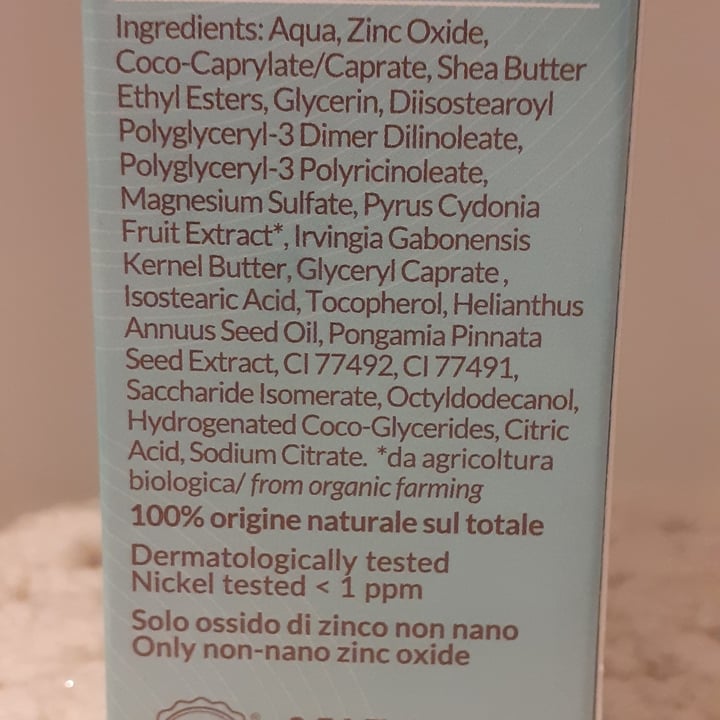 Ingredients: Aqua, Zinc Oxide,
Coco-Caprylate/Caprate, Shea Butter
Ethyl Esters, Glycerin, Diisostearoyl
Polyglyceryl-3 Dimer Dilinoleate,
Polyglyceryl-3 Polyricinoleate,
Magnesium Sulfate, Pyrus Cydonia
Fruit Extract*, Irvingia Gabonensis
Kernel Butter, Glyceryl Caprate,
Isostearic Acid, Tocopherol, Helianthus
Annuus Seed Oil, Pongamia Pinnata
Seed Extract, CI 77492, CI 77491,
Saccharide Isomerate, Octyldodecanol,
Hydrogenated Coco-Glycerides, Citric
Acid, Sodium Citrate. *da agricoltura
biologica/ from organic farming
100% origine naturale sul totale
Dermatologically tested
Nickel tested < 1 ppm
Solo ossido di zinco non nano
Only non-nano zinc oxide